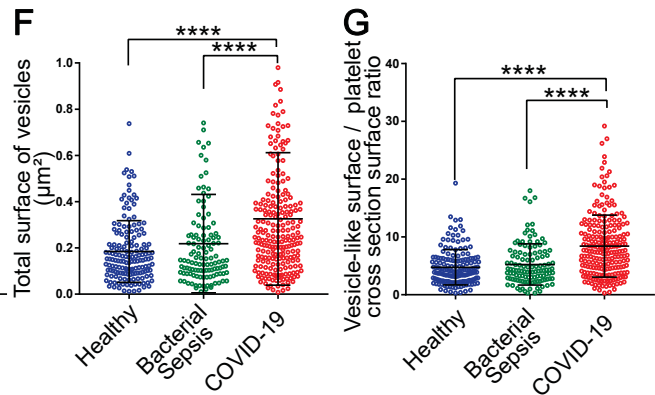 F
****
****
Total surface of vesicles
(μm²)
1.0
0.8
0.6
0.4
0.2
0.0
Healthy
Bacterial
Sepsis
COVID-19
G
****
****
Vesicle-like surface / platelet
cross section surface ratio
40
30
20
10
0
Healthy
Bacterial
Sepsis
COVID-19